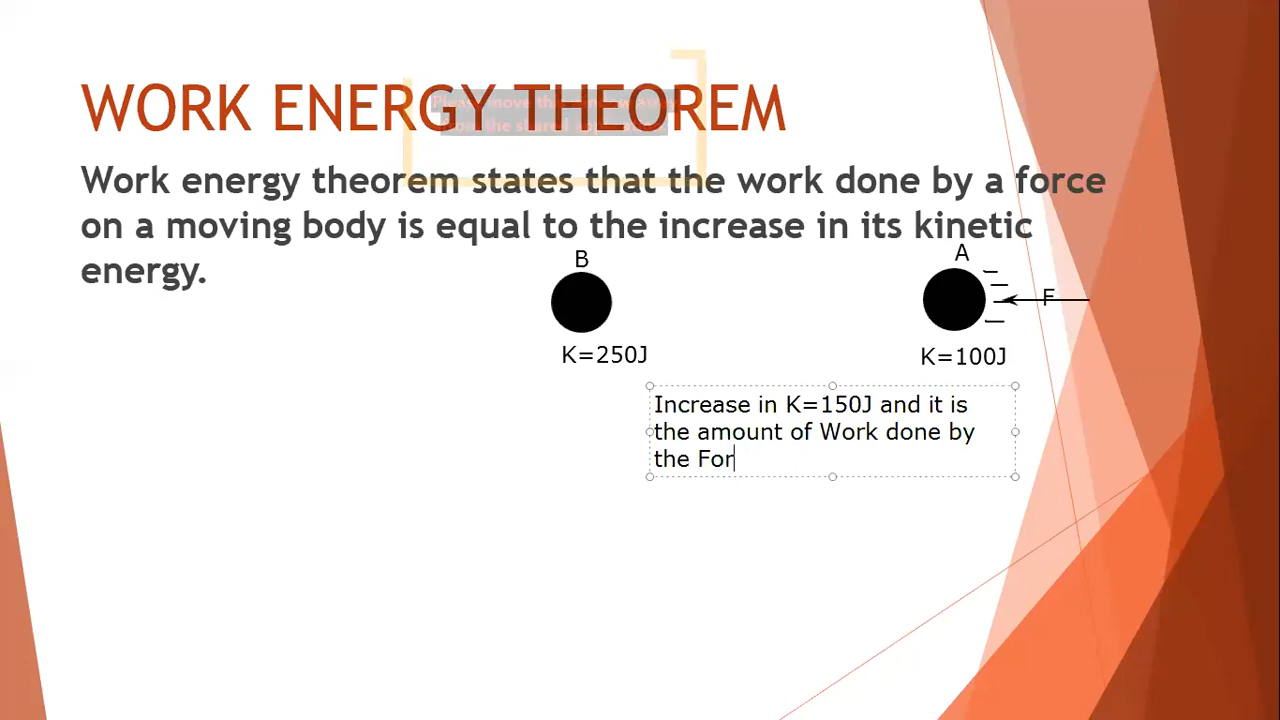 WORK ENERGY THEOREM
Work energy theorem states that the work done by a force
on a moving body is equal to the increase in its kinetic
energy.
B
A
F
K=250J
K=100J
Increase in K=150J and it is
the amount of Work done by
the For